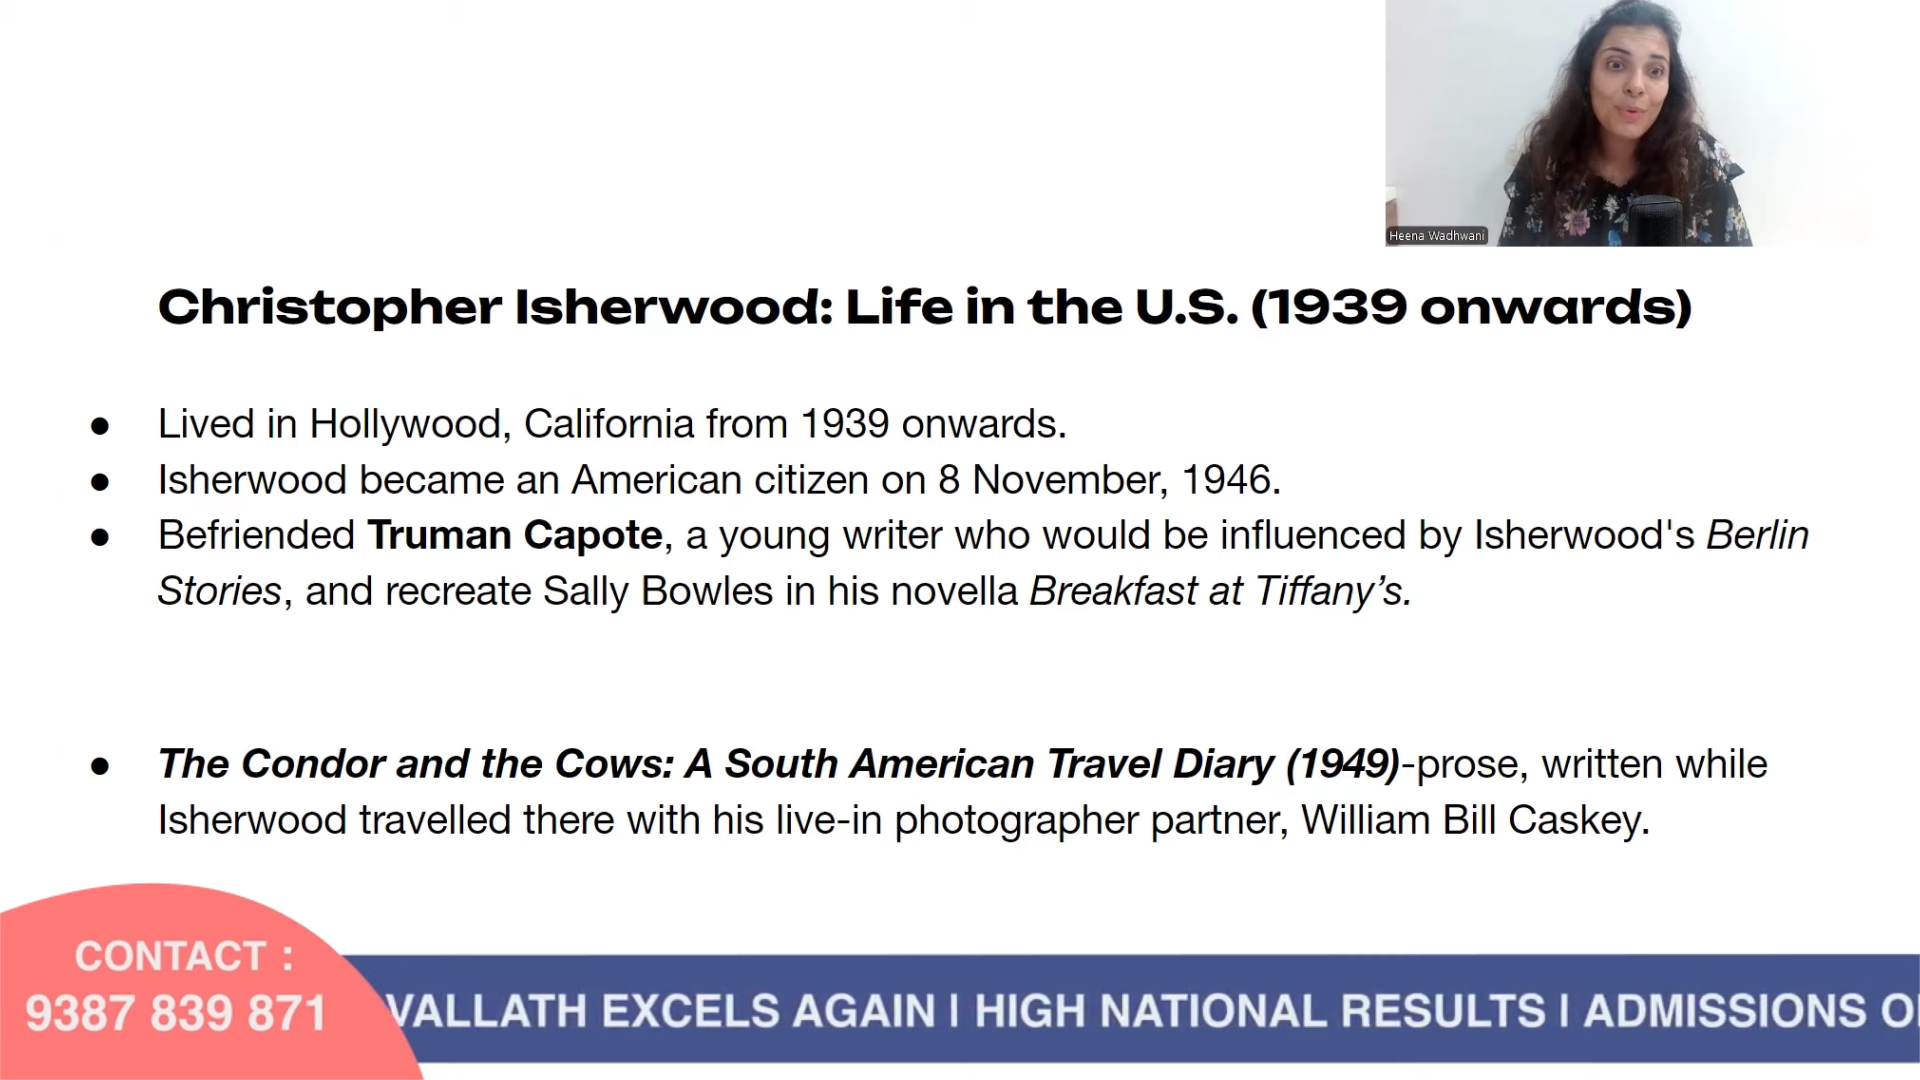 Heena Wadhwani
Christopher Isherwood: Life in the U.S. (1939 onwards)
● Lived in Hollywood, California from 1939 onwards.
● Isherwood became an American citizen on 8 November, 1946.
● Befriended Truman Capote, a young writer who would be influenced by Isherwood's Berlin
Stories, and recreate Sally Bowles in his novella Breakfast at Tiffany’s.
● The Condor and the Cows: A South American Travel Diary (1949)-prose, written while
Isherwood travelled there with his live-in photographer partner, William Bill Caskey.
CONTACT :
9387 839 871
VALLATH EXCELS AGAIN I HIGH NATIONAL RESULTS I ADMISSIONS